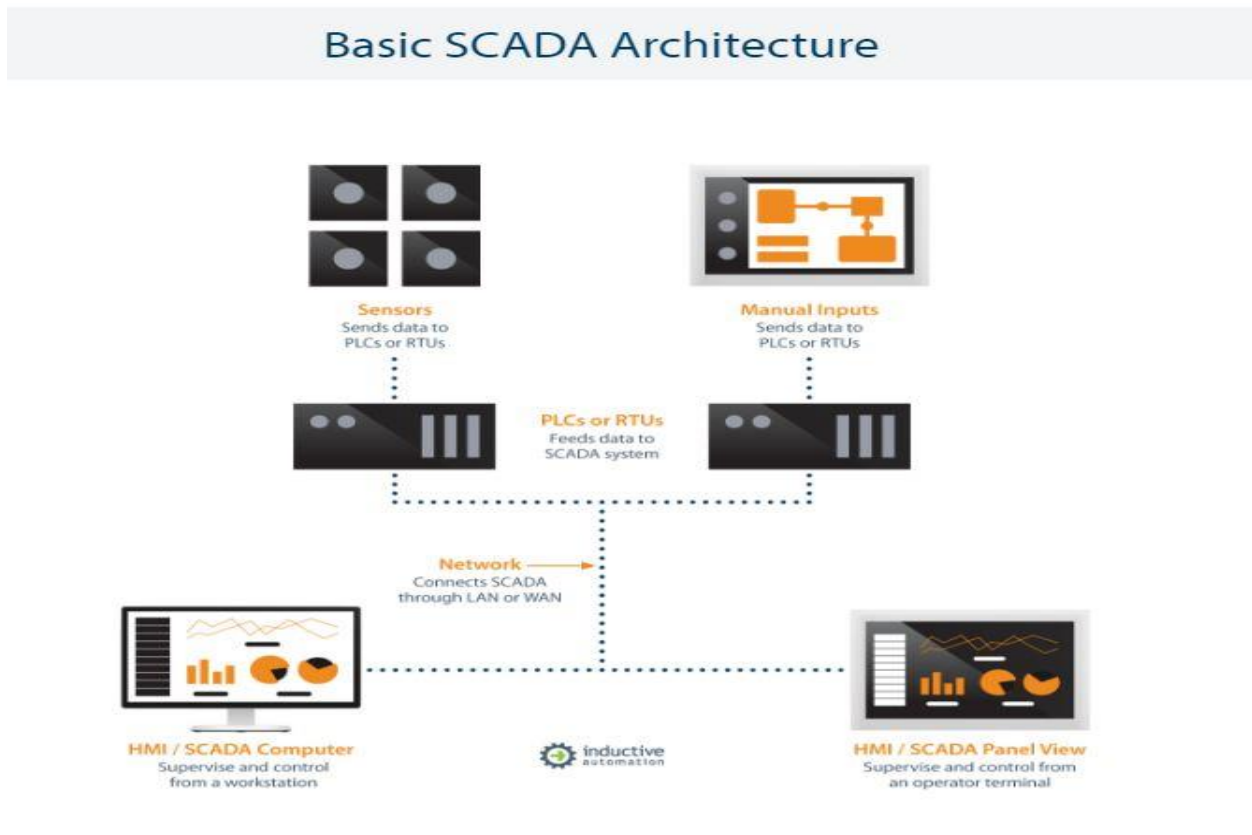 Basic SCADA Architecture
Sensors
Sends data to
PLCs or RTUs
Manual Inputs
Sends data to
PLCs or RTUs
PLCs or RTUs
Feeds data to
SCADA system
Network
Connects SCADA
through LAN or WAN
HMI / SCADA Computer
Supervise and control
from a workstation
inductive
automation
HMI / SCADA Panel View
Supervise and control from
an operator terminal